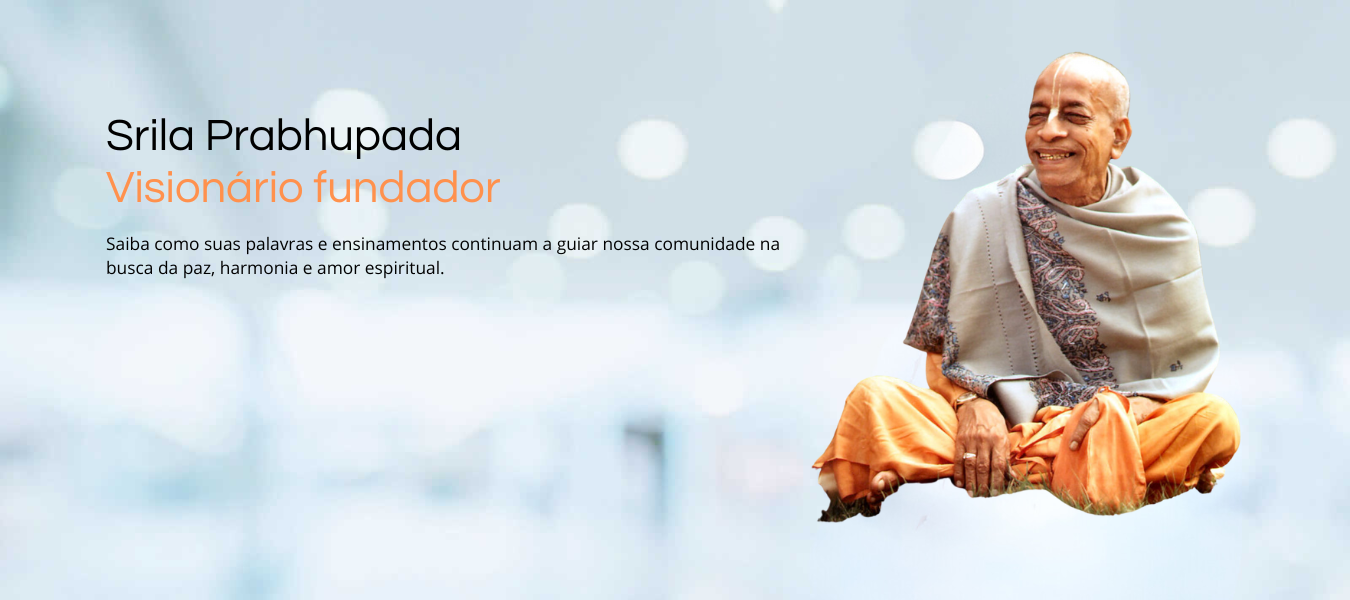 Srila Prabhupada
Visionário fundador
Saiba como suas palavras e ensinamentos continuam a guiar nossa comunidade na
busca da paz, harmonia e amor espiritual.